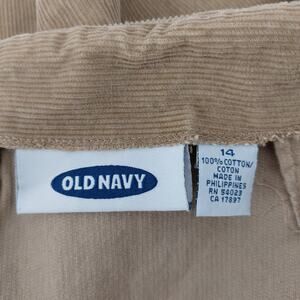 OLD NAVY
14
100% COTTON/
COTON
MADE IN
PHILIPPINES
RN 54023
CA 17897